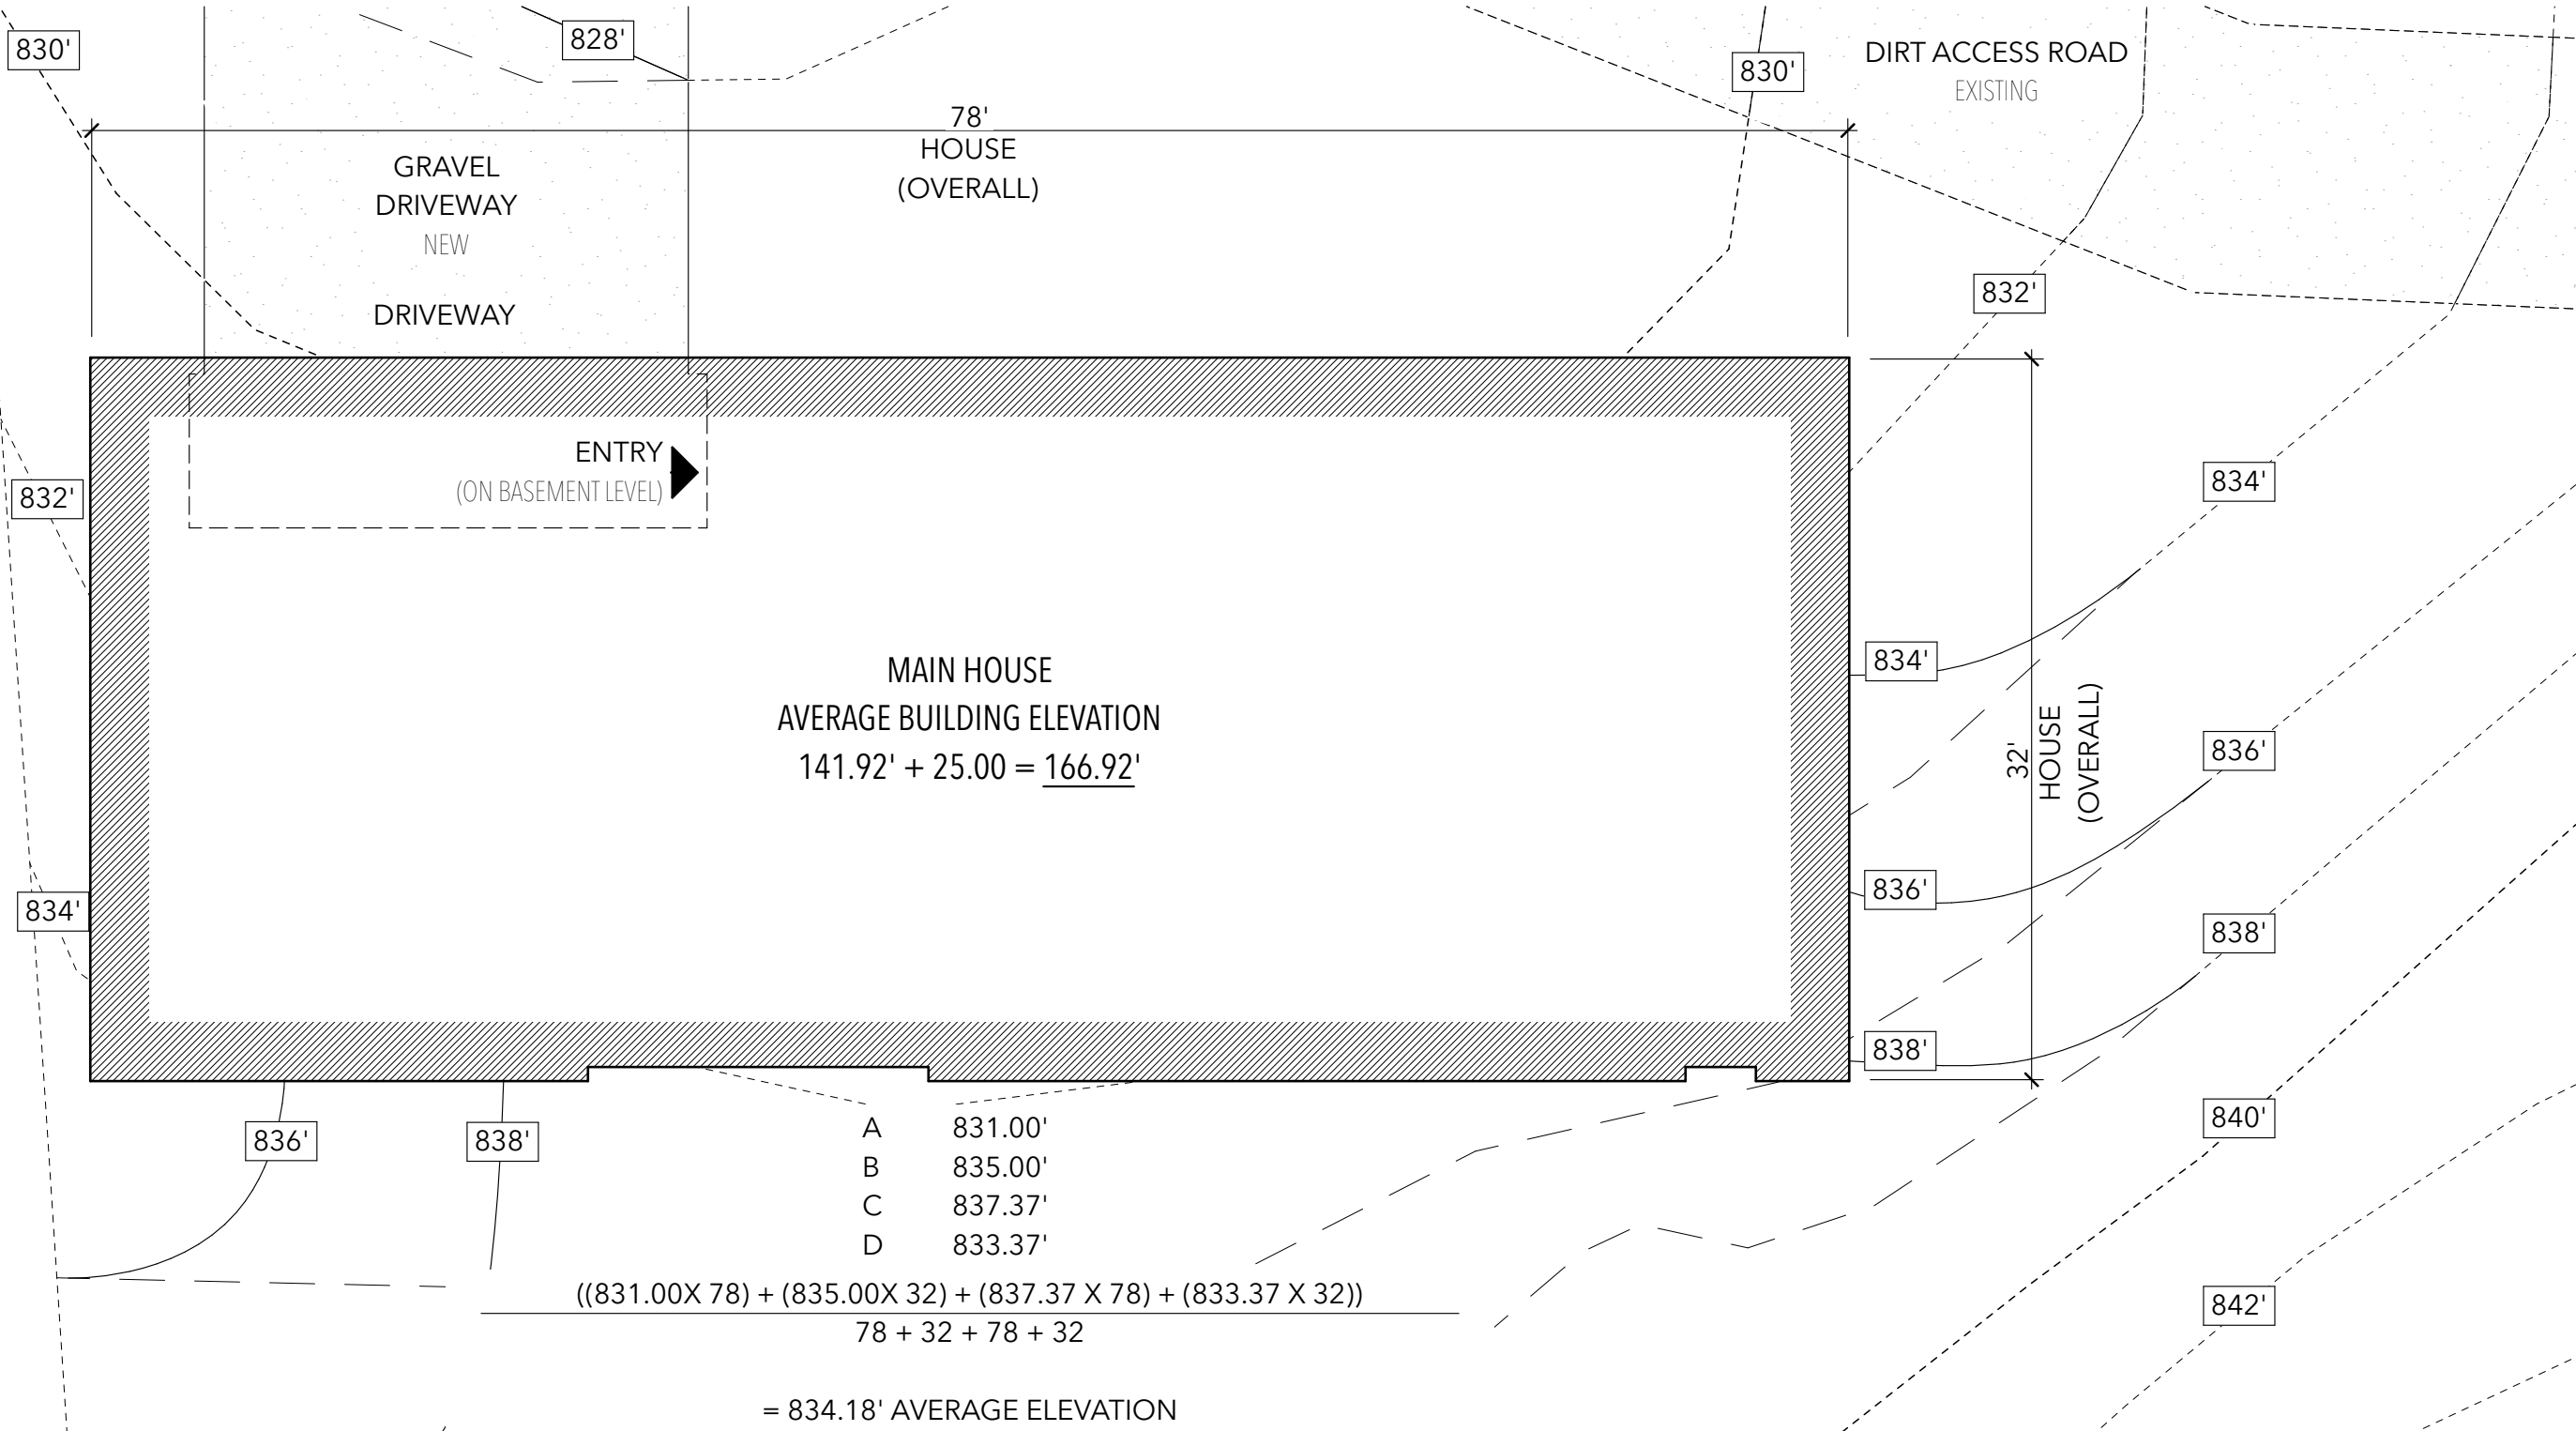 830'
828'
830'
DIRT ACCESS ROAD
EXISTING
78'
HOUSE
(OVERALL)
GRAVEL
DRIVEWAY
NEW
DRIVEWAY
832'
ENTRY
(ON BASEMENT LEVEL)
832'
834'
834'
MAIN HOUSE
AVERAGE BUILDING ELEVATION
141.92' + 25.00 = 166.92'
32'
HOUSE
(OVERALL)
836'
836'
834'
838'
838'
836'
838'
840'
A 831.00'
B 835.00'
C 837.37'
D 833.37'
((831.00X 78) + (835.00X 32) + (837.37 X 78) + (833.37 X 32))
78 + 32 + 78 + 32
842'
= 834.18' AVERAGE ELEVATION